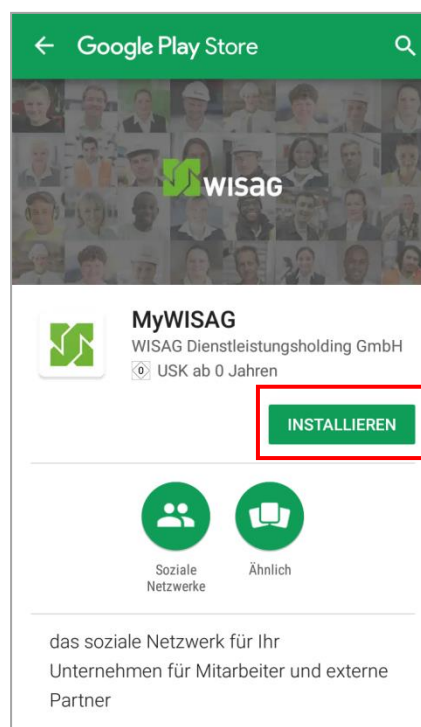 Google Play Store
WISAG
MyWISAG
WISAG Dienstleistungsholding GmbH
0 USK ab 0 Jahren
INSTALLIEREN
Soziale
Netzwerke
Ähnlich
das soziale Netzwerk für Ihr
Unternehmen für Mitarbeiter und externe
Partner